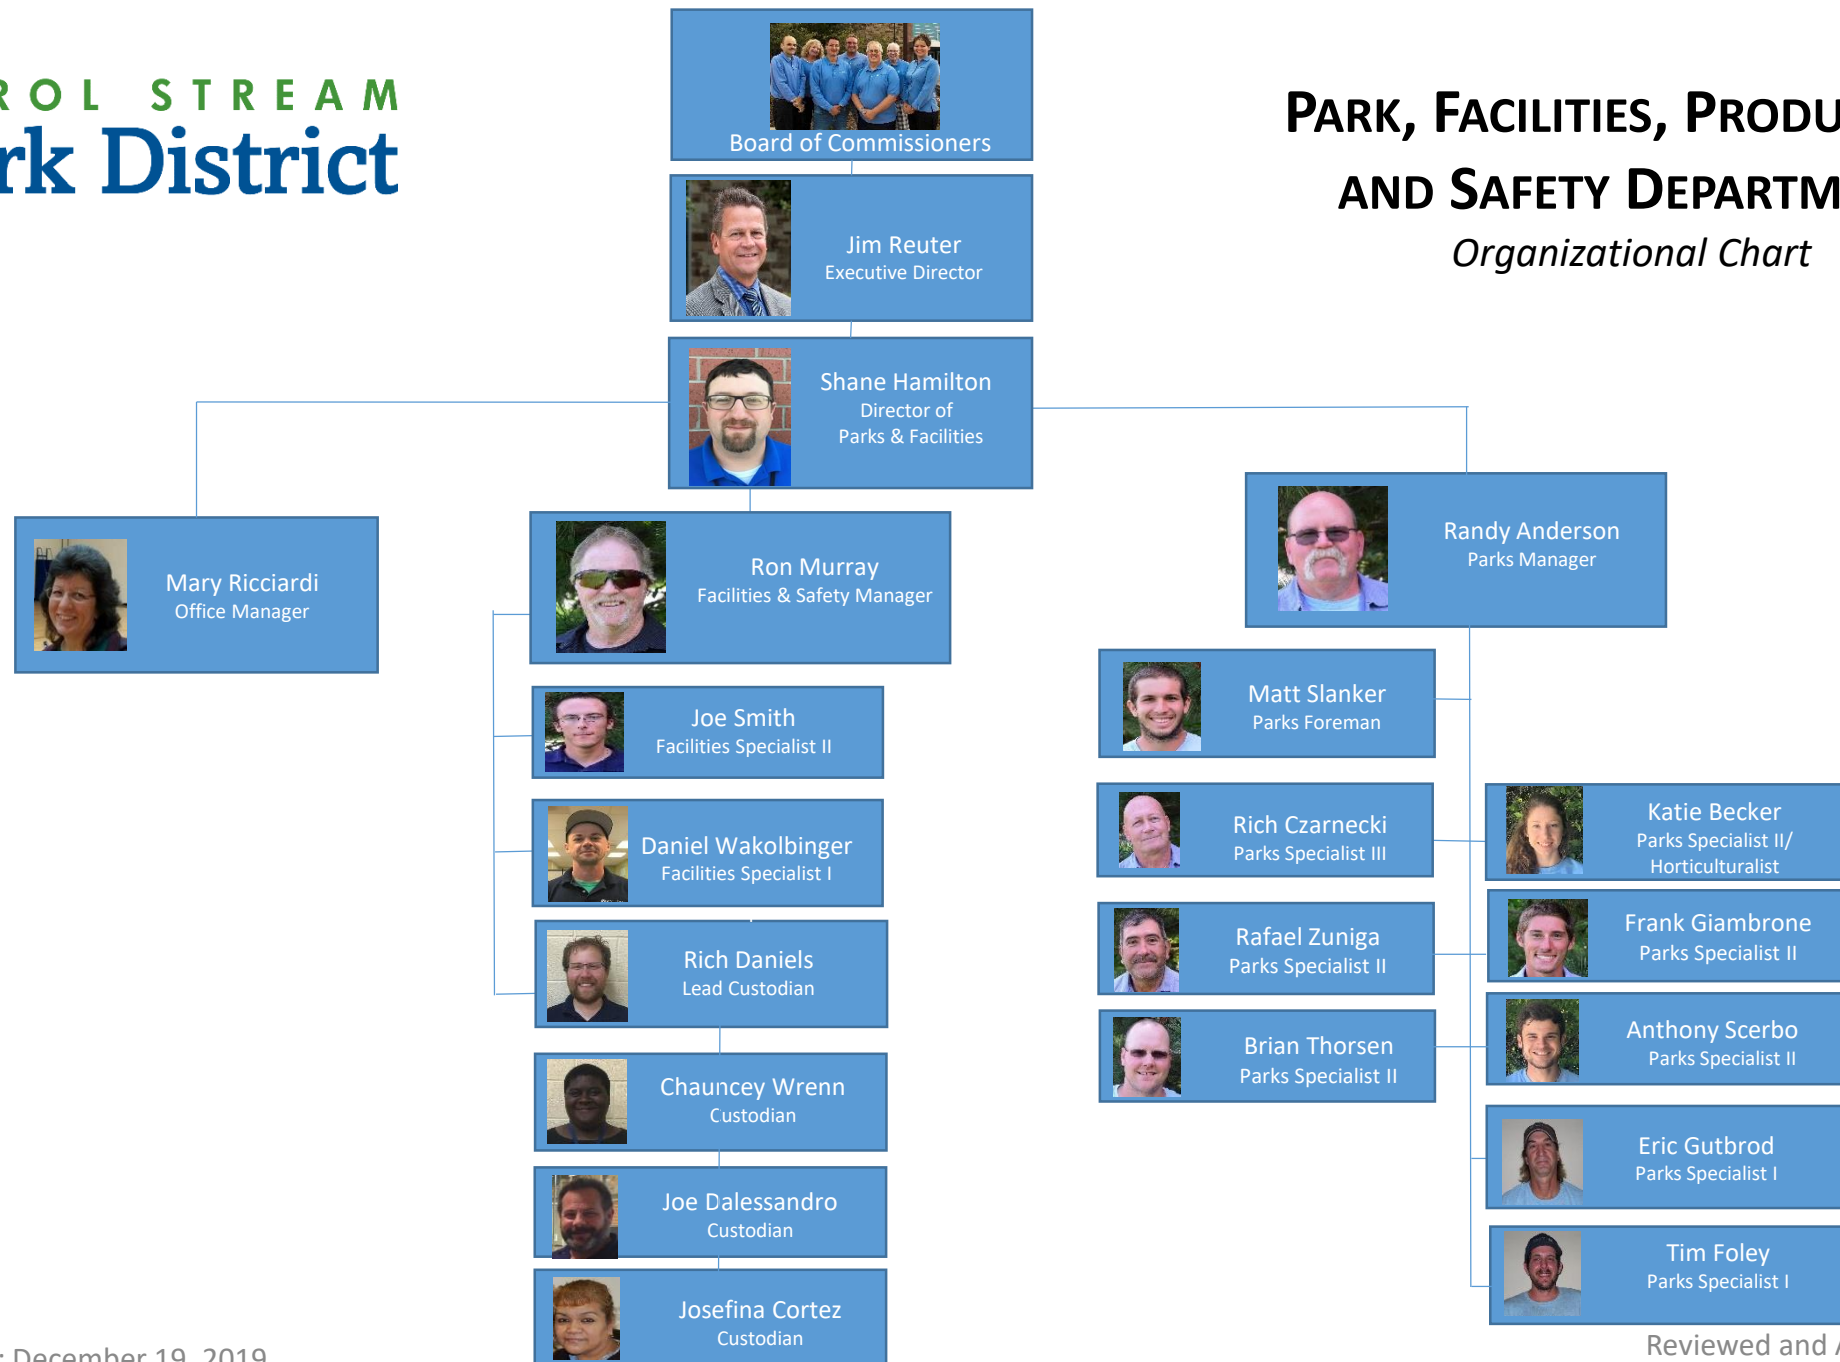 ROL STREAM
rk District
PARK, FACILITIES, PRODU
AND SAFETY DEPARTM
Organizational Chart
Board of Commissioners
Jim Reuter
Executive Director
Shane Hamilton
Director of
Parks & Facilities
Mary Ricciardi
Office Manager
Ron Murray
Facilities & Safety Manager
Randy Anderson
Parks Manager
Joe Smith
Facilities Specialist II
Daniel Wakolbinger
Facilities Specialist I
Rich Daniels
Lead Custodian
Chauncey Wrenn
Custodian
Joe Dalessandro
Custodian
Josefina Cortez
Custodian
Matt Slanker
Parks Foreman
Rich Czarnecki
Parks Specialist III
Rafael Zuniga
Parks Specialist II
Brian Thorsen
Parks Specialist II
Katie Becker
Parks Specialist II/
Horticulturalist
Frank Giambrone
Parks Specialist II
Anthony Scerbo
Parks Specialist II
Eric Gutbrod
Parks Specialist I
Tim Foley
Parks Specialist I
: December 19, 2019
Reviewed and A